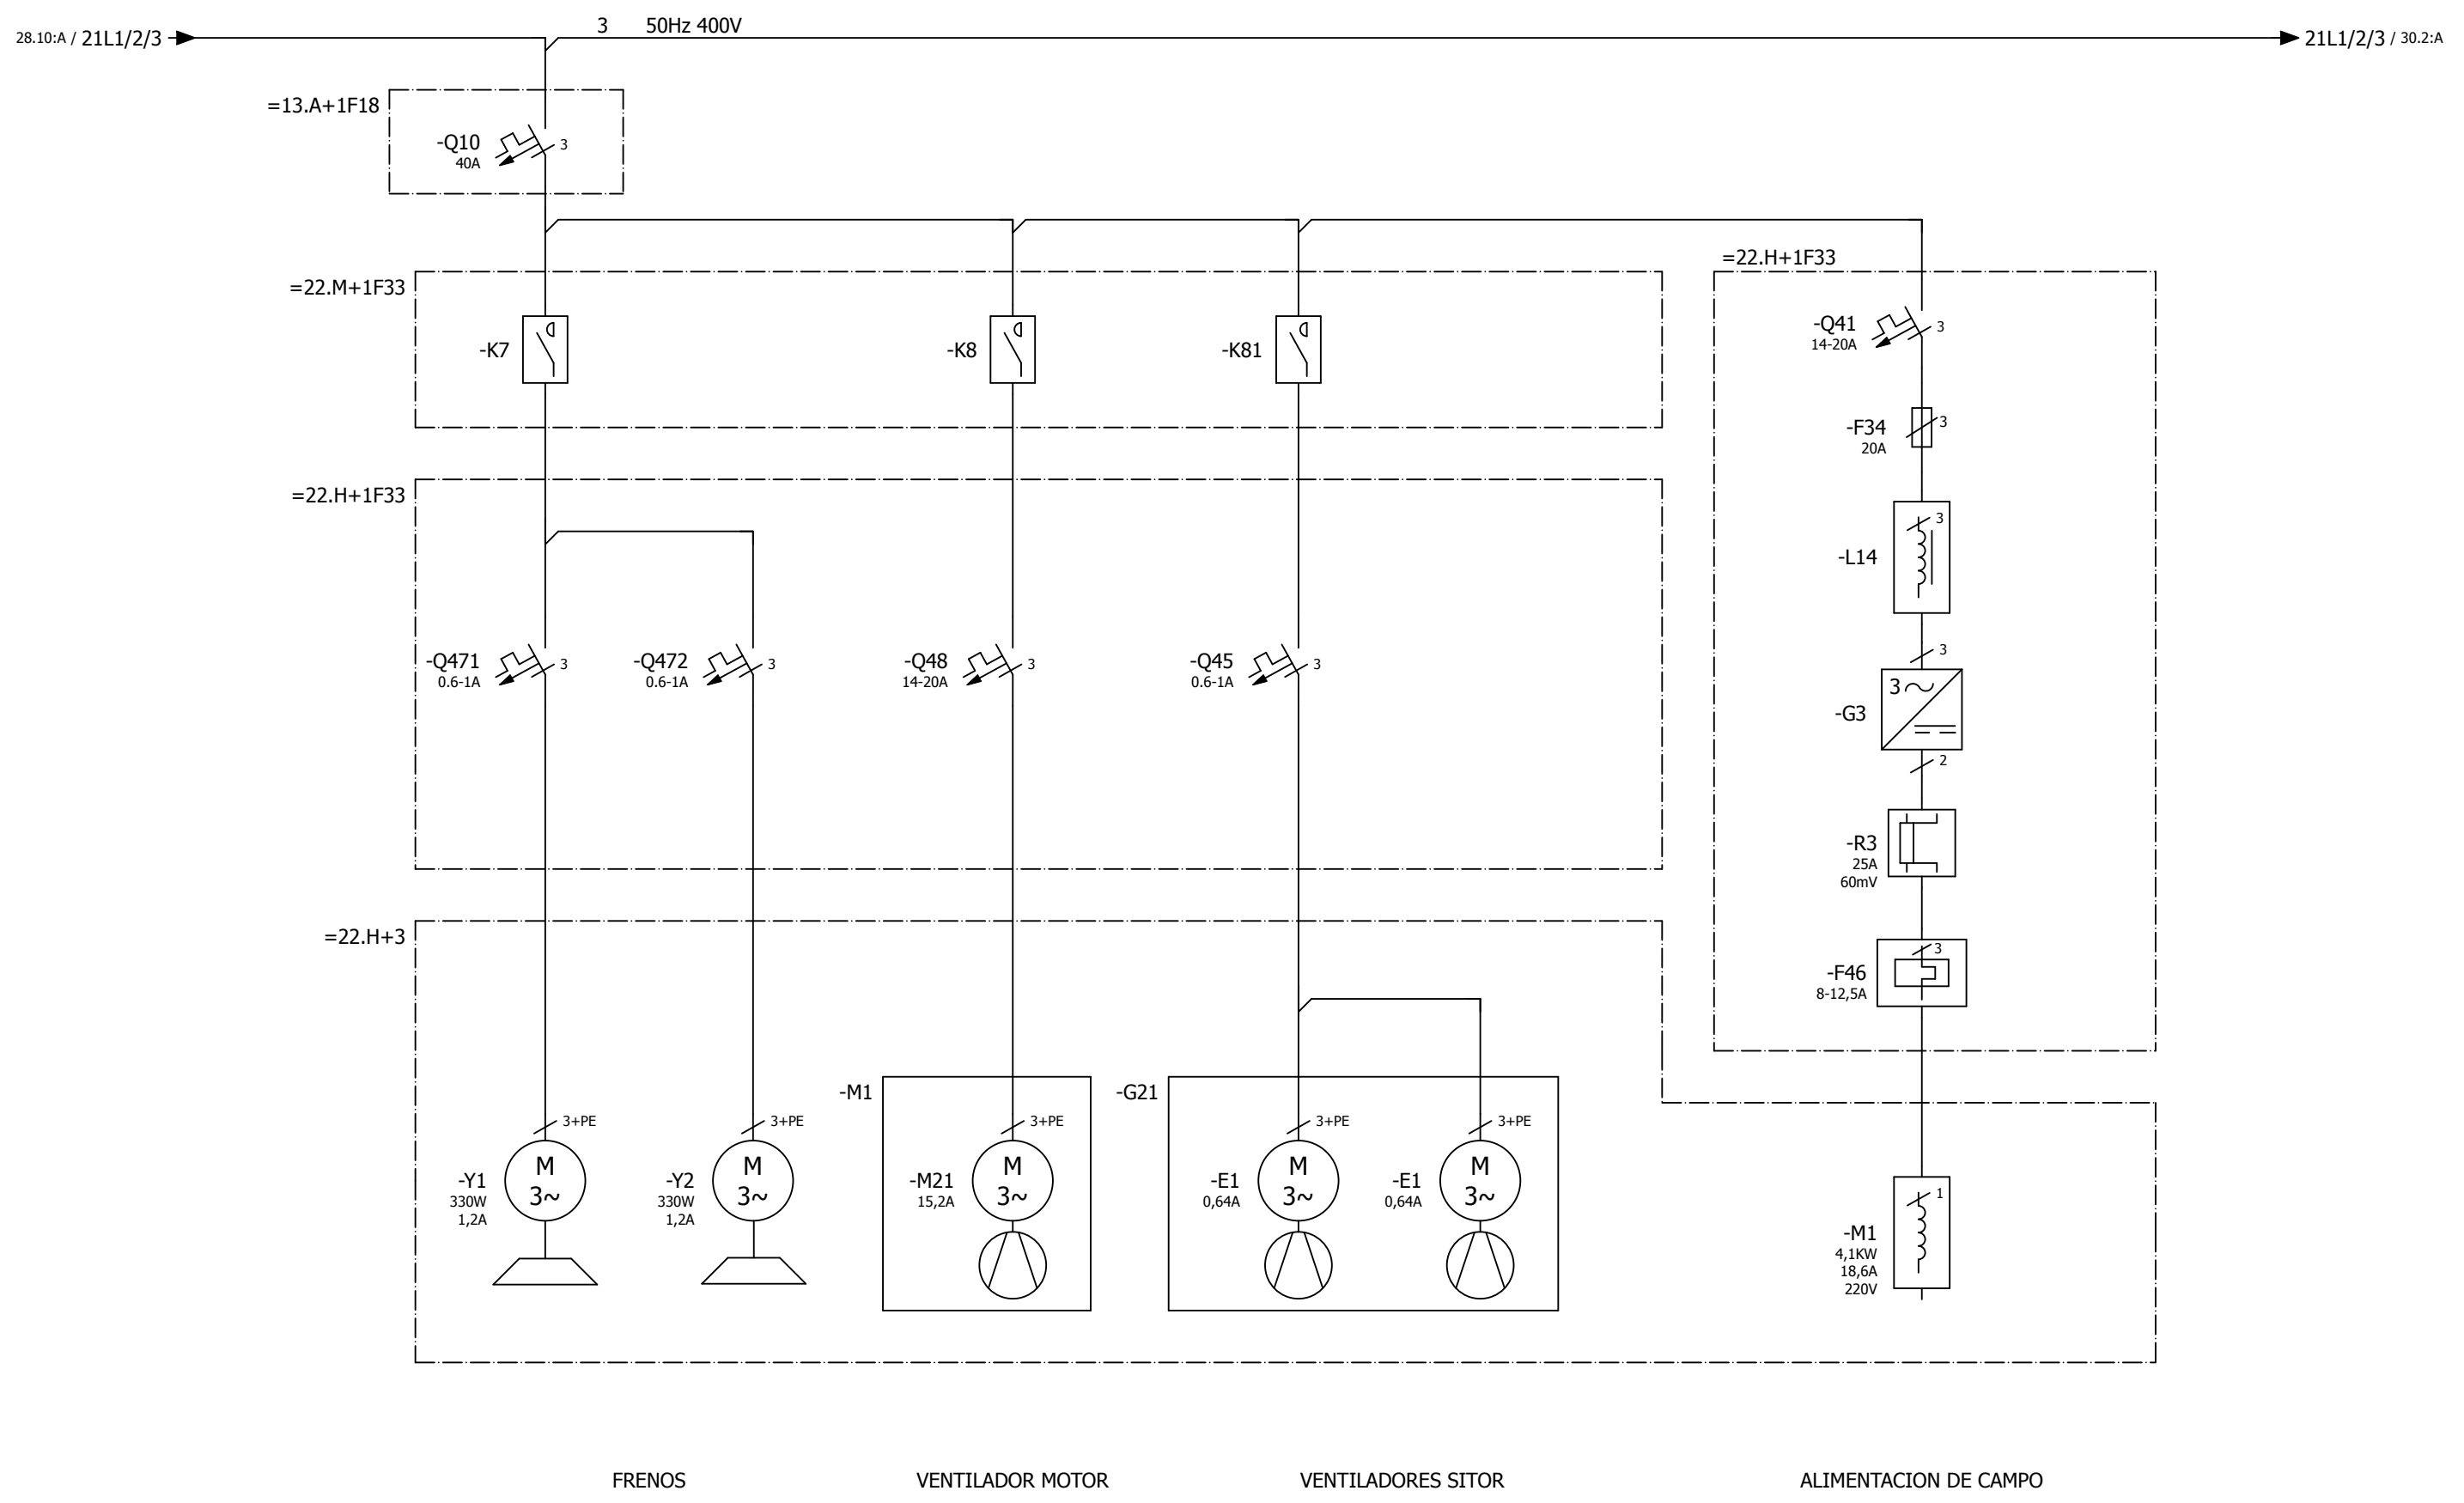 3 50Hz 400V
28.10:A / 21L1/2/3
21L1/2/3 / 30.2:A
=13.A+1F18
-Q10
40A
3
=22.M+1F33
-K7
-K8
-K81
=22.H+1F33
-Q41
14-20A
3
-F34
20A
3
-L14
3
3
-G3
3
2
-R3
25A
60mV
-F46
8-12,5A
3
=22.H+1F33
-Q471
0.6-1A
3
-Q472
0.6-1A
3
-Q48
14-20A
3
-Q45
0.6-1A
3
=22.H+3
-M1
-G21
3+PE
3+PE
3+PE
3+PE
3+PE
-Y1
330W
1,2A
M
3~
-Y2
330W
1,2A
M
3~
-M21
15,2A
M
3~
-E1
0,64A
M
3~
-E1
0,64A
M
3~
-M1
4,1KW
18,6A
220V
1
FRENOS
VENTILADOR MOTOR
VENTILADORES SITOR
ALIMENTACION DE CAMPO